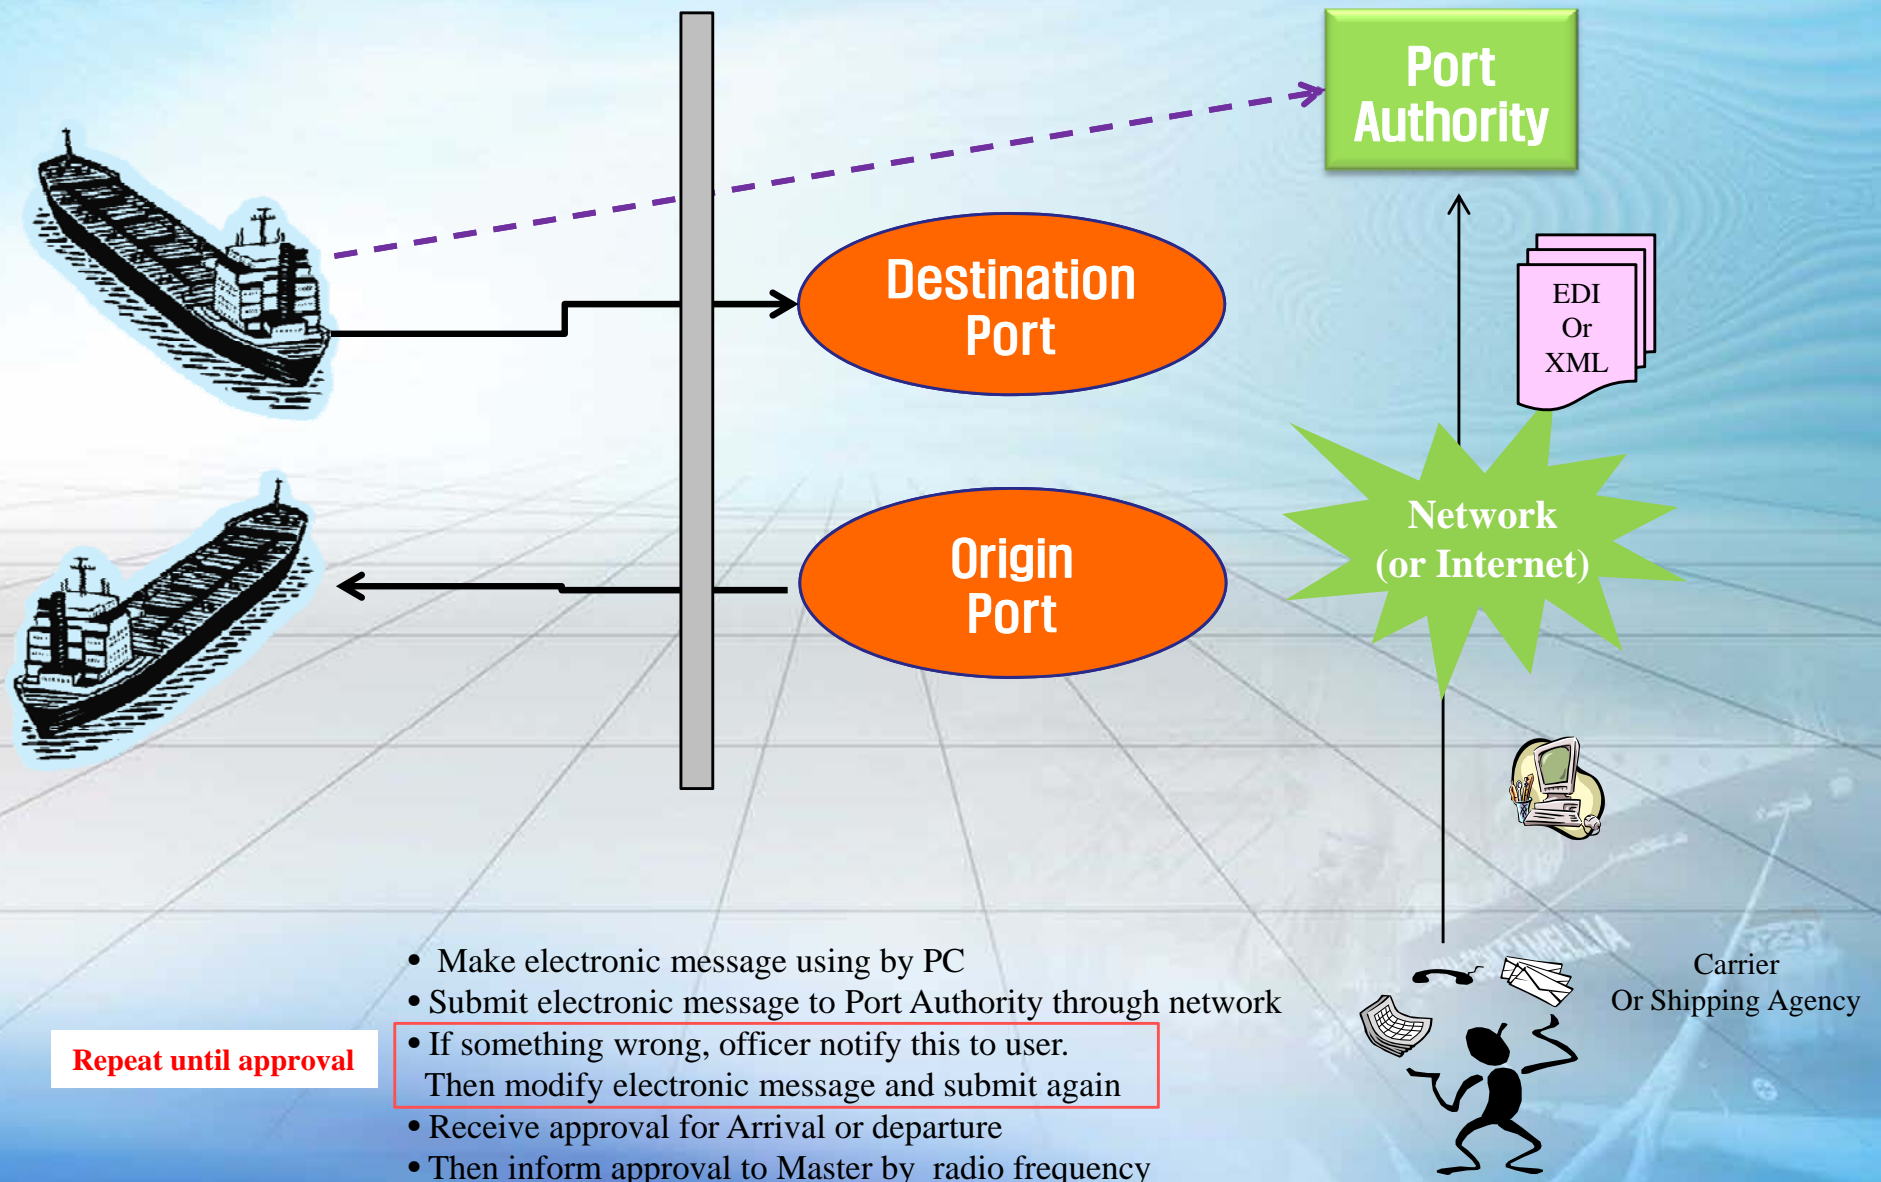 Port
Authority
Destination
Port
EDI
Or
XML
Network
(or Internet)
Origin
Port
• Make electronic message using by PC
• Submit electronic message to Port Authority through network
Repeat until approval
• If something wrong, officer notify this to user.
Then modify electronic message and submit again
• Receive approval for Arrival or departure
• Then inform approval to Master by radio frequency
Carrier
Or Shipping Agency